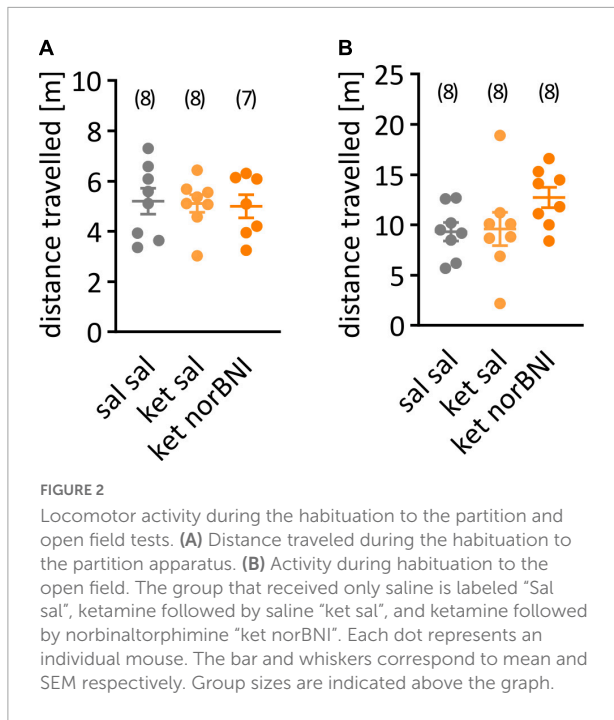 A
distance travelled [m]
10
8
6
4
2
0
(8) (8) (7)
sal sal
ket sal
ket norBNI
B
distance travelled [m]
25
20
15
10
5
0
(8) (8) (8)
sal sal
ket sal
ket norBNI
FIGURE 2
Locomotor activity during the habituation to the partition and
open field tests. (A) Distance traveled during the habituation to
the partition apparatus. (B) Activity during habituation to the
open field. The group that received only saline is labeled “Sal
sal”, ketamine followed by saline “ket sal”, and ketamine followed
by norbinaltorphimine “ket norBNI”. Each dot represents an
individual mouse. The bar and whiskers correspond to mean and
SEM respectively. Group sizes are indicated above the graph.